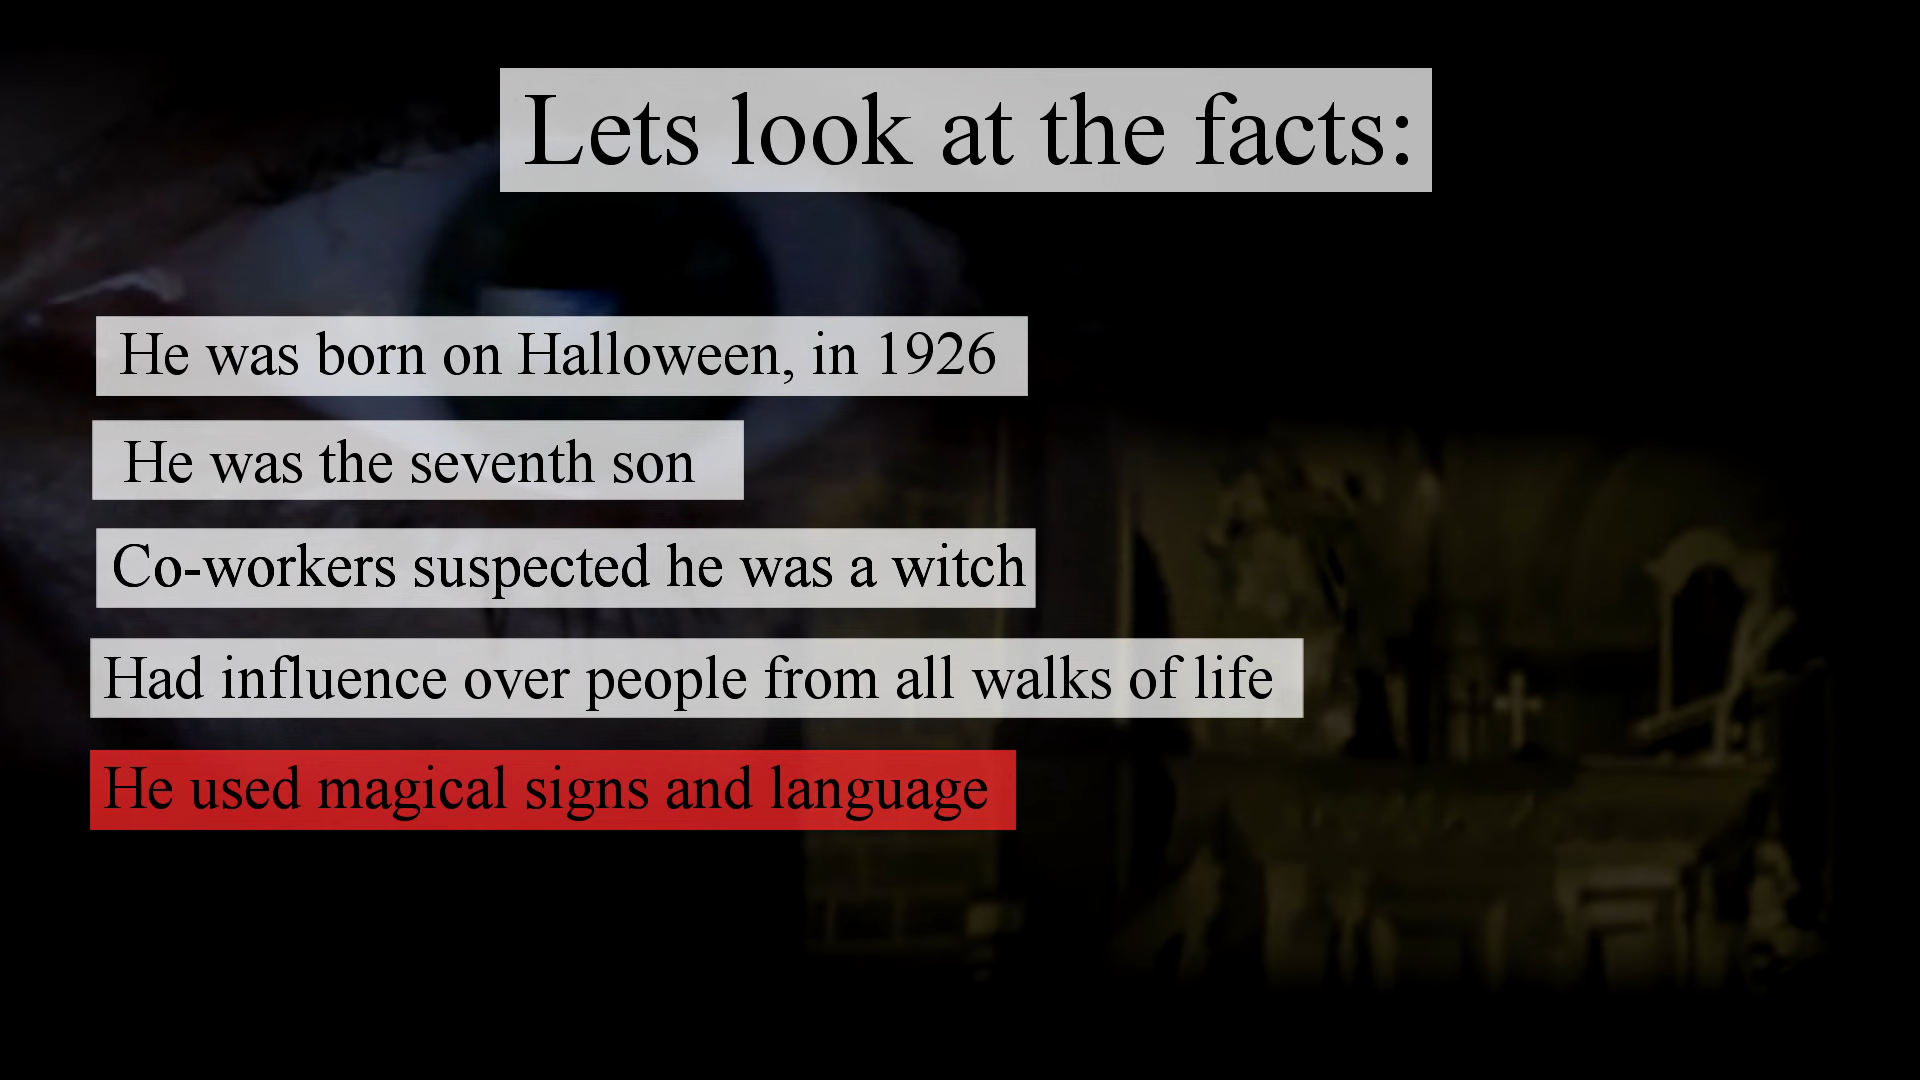 Lets look at the facts:
He was born on Halloween, in 1926
He was the seventh son
Co-workers suspected he was a witch
Had influence over people from all walks of life
He used magical signs and language